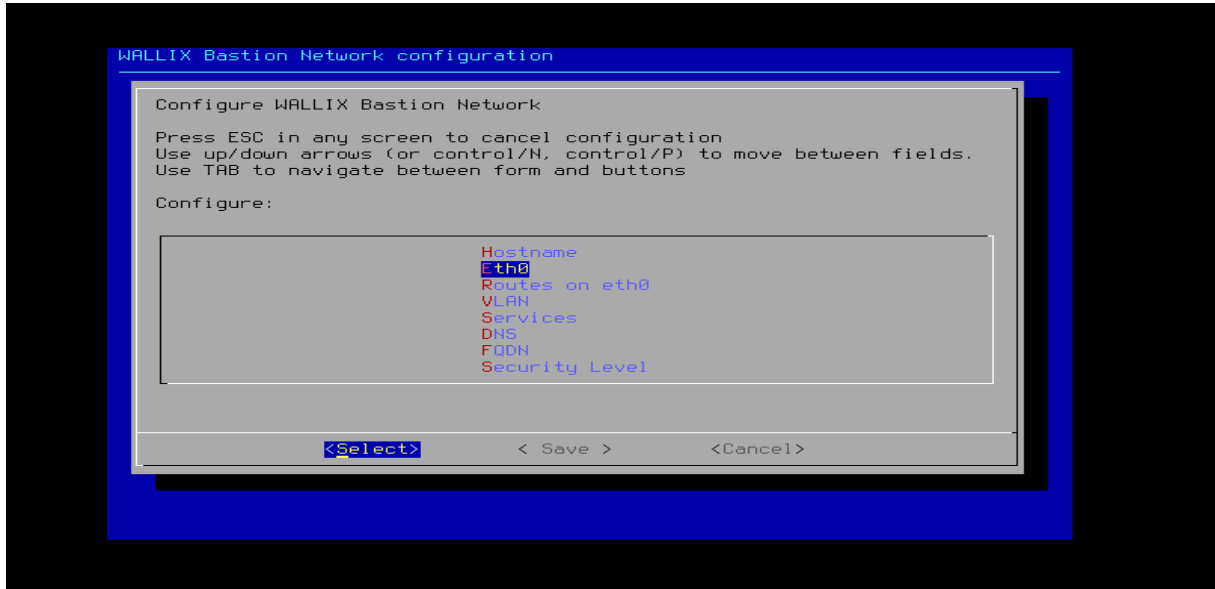 WALLIX Bastion Network configuration
Configure WALLIX Bastion Network
Press ESC in any screen to cancel configuration
Use up/down arrows (or control/N, control/P) to move between fields.
Use TAB to navigate between form and buttons
Configure:
Hostname
Eth0
Routes on eth0
VLAN
Services
DNS
FQDN
Security Level
<Select> < Save > <Cancel>